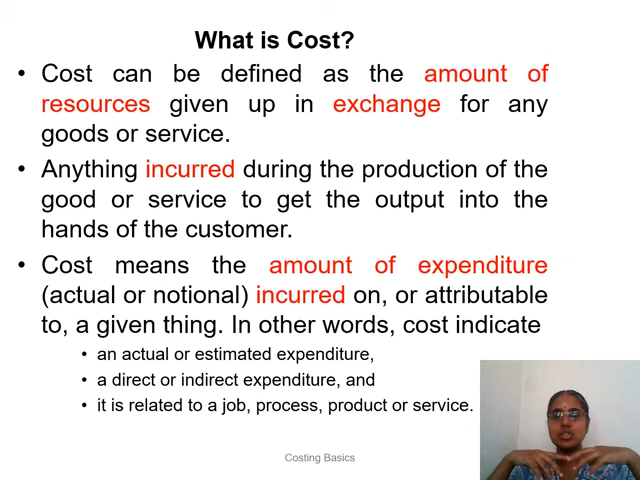 What is Cost?
• Cost can be defined as the amount of
resources given up in exchange for any
goods or service.
• Anything incurred during the production of the
good or service to get the output into the
hands of the customer.
• Cost means the amount of expenditure
(actual or notional) incurred on, or attributable
to, a given thing. In other words, cost indicate
• an actual or estimated expenditure,
• a direct or indirect expenditure, and
• it is related to a job, process, product or service.
Costing Basics